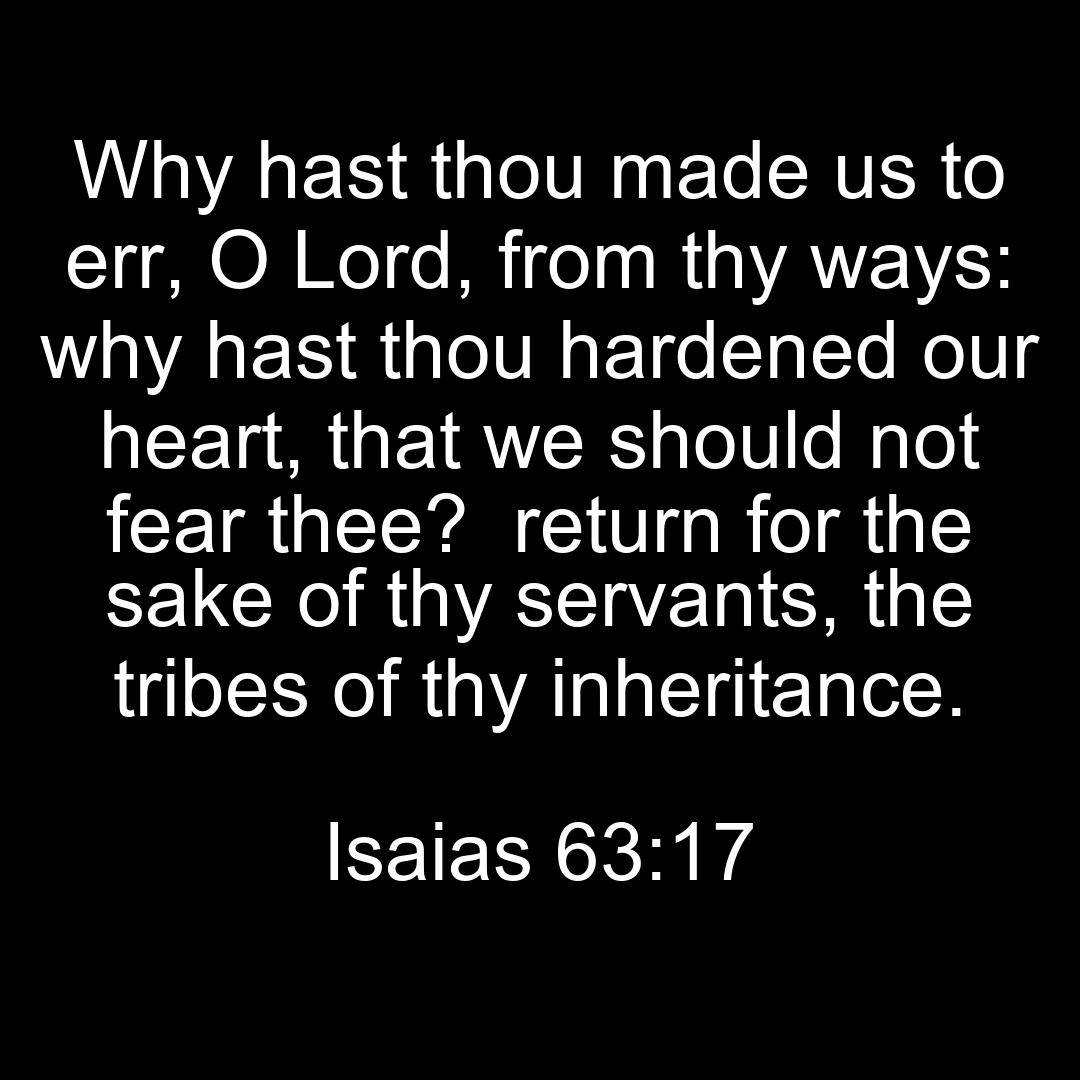 Why hast thou made us to
err, O Lord, from thy ways:
why hast thou hardened our
heart, that we should not
fear thee?  return for the
sake of thy servants, the
tribes of thy inheritance.
Isaias 63:17